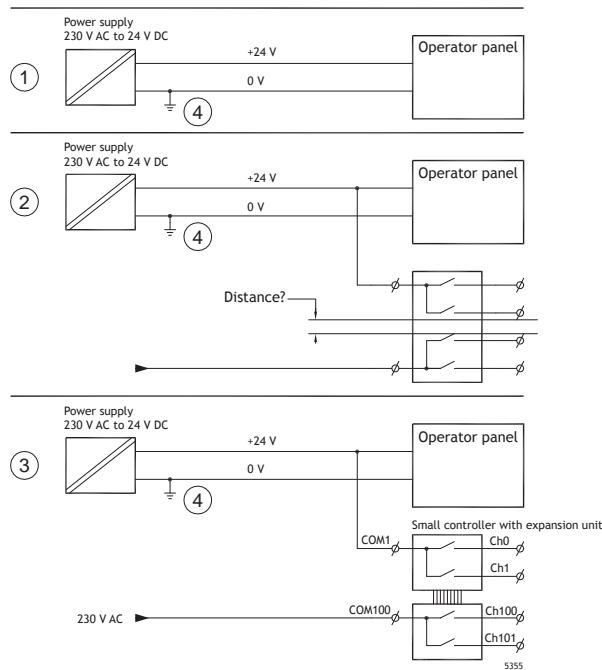 Power supply
230 V AC to 24 V DC
+24 V
Operator panel
1
0 V
4
Power supply
230 V AC to 24 V DC
+24 V
Operator panel
2
0 V
4
Distance?
Power supply
230 V AC to 24 V DC
+24 V
Operator panel
3
0 V
4
Small controller with expansion unit
COM1
Ch0
Ch1
COM100
Ch100
230 V AC
Ch101
5355